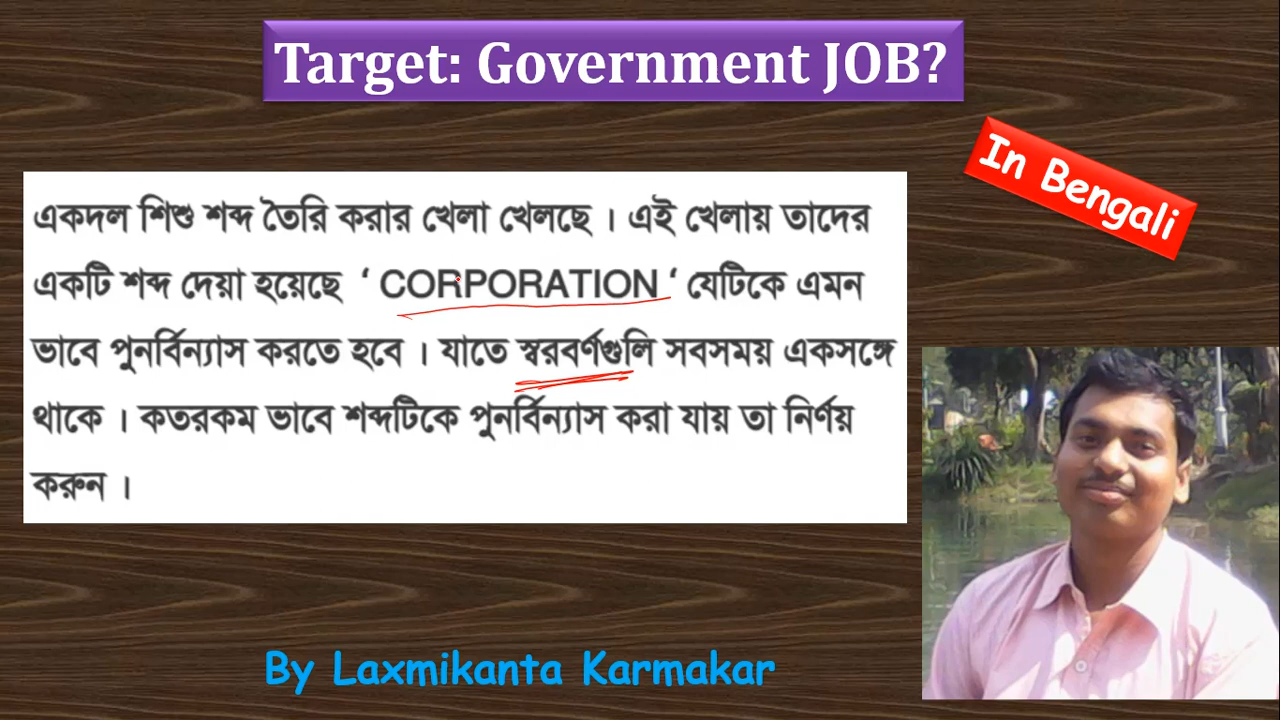 Target: Government JOB?
In Bengali
একদল শিশু শব্দ তৈরি করার খেলা খেলছে । এই খেলায় তাদের
একটি শব্দ দেয়া হয়েছে ‘ CORPORATION ‘ যেটিকে এমন
ভাবে পুনর্বিন্যাস করতে হবে । যাতে স্বরবর্ণগুলি সবসময় একসঙ্গে
থাকে । কতরকম ভাবে শব্দটিকে পুনর্বিন্যাস করা যায় তা নির্ণয়
করুন ।
By Laxmikanta Karmakar